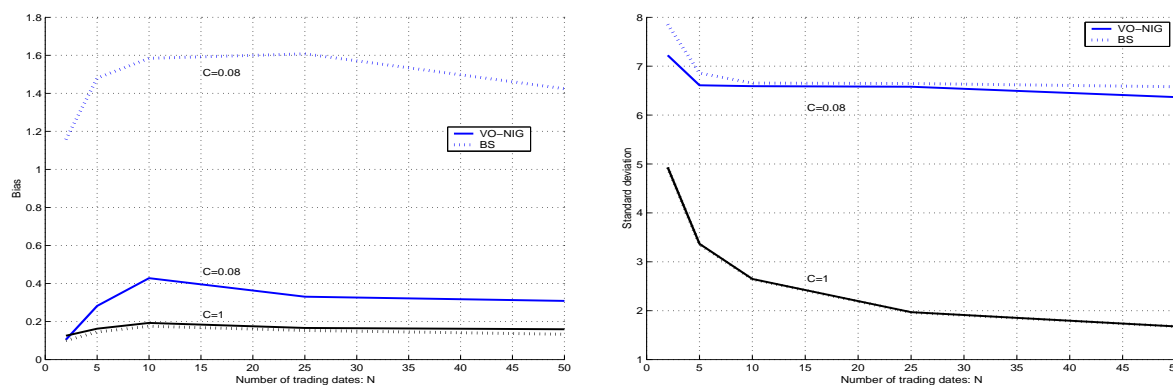 1.8
1.6
1.4
1.2
1
0.8
0.6
0.4
0.2
0
Bias
C=0.08
VO-NIG
BS
C=0.08
C=1
0 5 10 15 20 25 30 35 40 45 50
Number of trading dates: N
8
7
6
5
4
3
2
1
Standard deviation
VO-NIG
BS
C=0.08
C=1
0 5 10 15 20 25 30 35 40 45
Number of trading dates: N